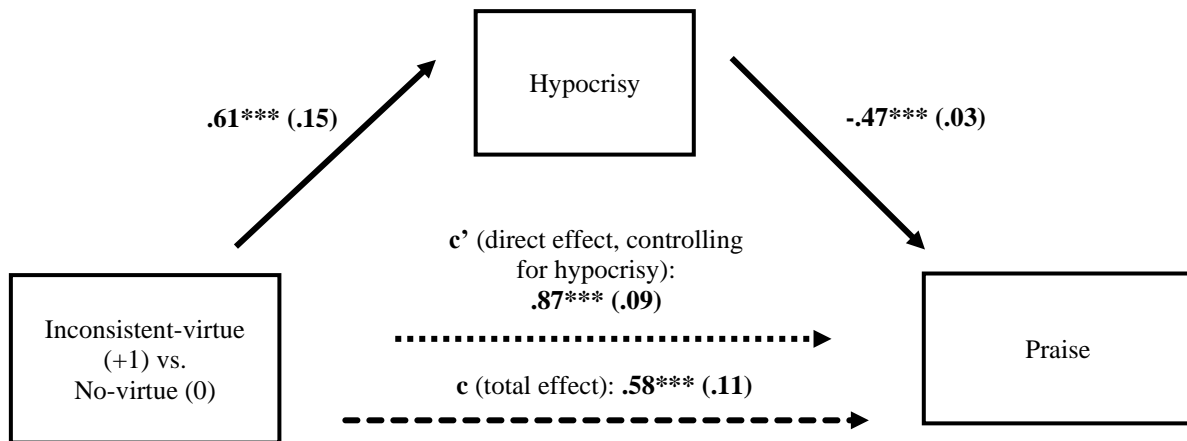 Hypocrisy
.61*** (.15)
-.47*** (.03)
c’ (direct effect, controlling
for hypocrisy):
.87*** (.09)
Inconsistent-virtue
(+1) vs.
No-virtue (0)
Praise
c (total effect): .58*** (.11)